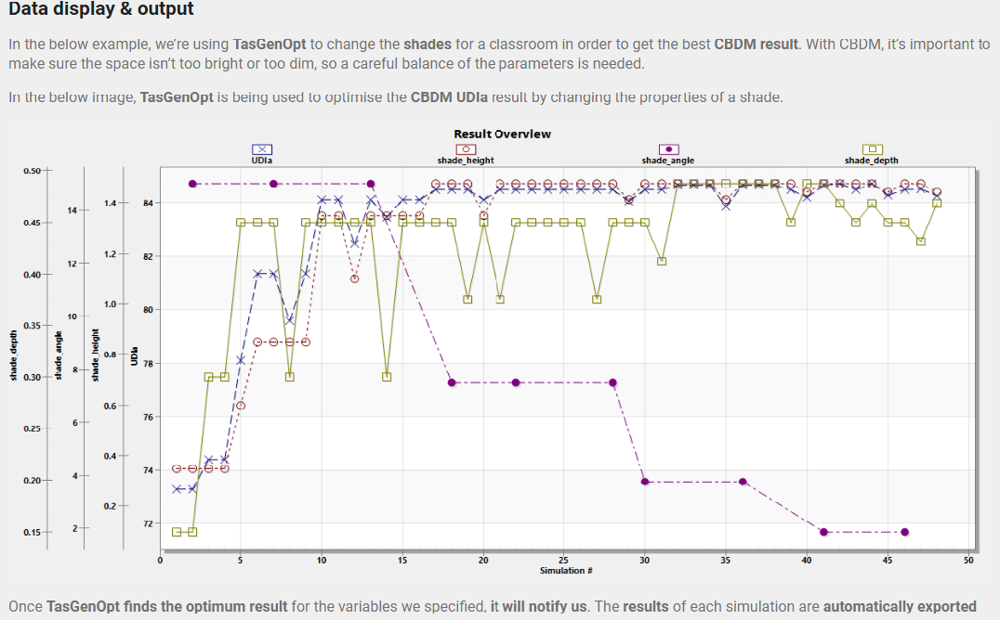 Data display & output
In the below example, we're using TasGenOpt to change the shades for a classroom in order to get the best CBDM result. With CBDM, it's important to
make sure the space isn't too bright or too dim, so a careful balance of the parameters is needed.
In the below image, TasGenOpt is being used to optimise the CBDM UDIa result by changing the properties of a shade.
Result Overview
UDIa
shade_height
shade_angle
shade_depth
0.50
0.45
0.40
0.35
0.30
0.25
0.20
0.15
shade_depth
14
12
10
8
6
4
2
shade_angle
1.4
1.2
1.0
0.8
0.6
0.4
0.2
shade_height
84
82
80
78
76
74
72
UDIa
0 5 10 15 20 25 30 35 40 45 50
Simulation #
Once TasGenOpt finds the optimum result for the variables we specified, it will notify us. The results of each simulation are automatically exported